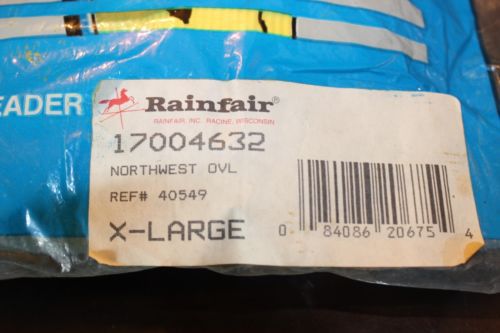 EADER
Rainfair®
RAINFAIR, INC. RACINE, WISCONSIN
17004632
NORTHWEST OVL
REF# 40549
X-LARGE
0 84086 20675 4